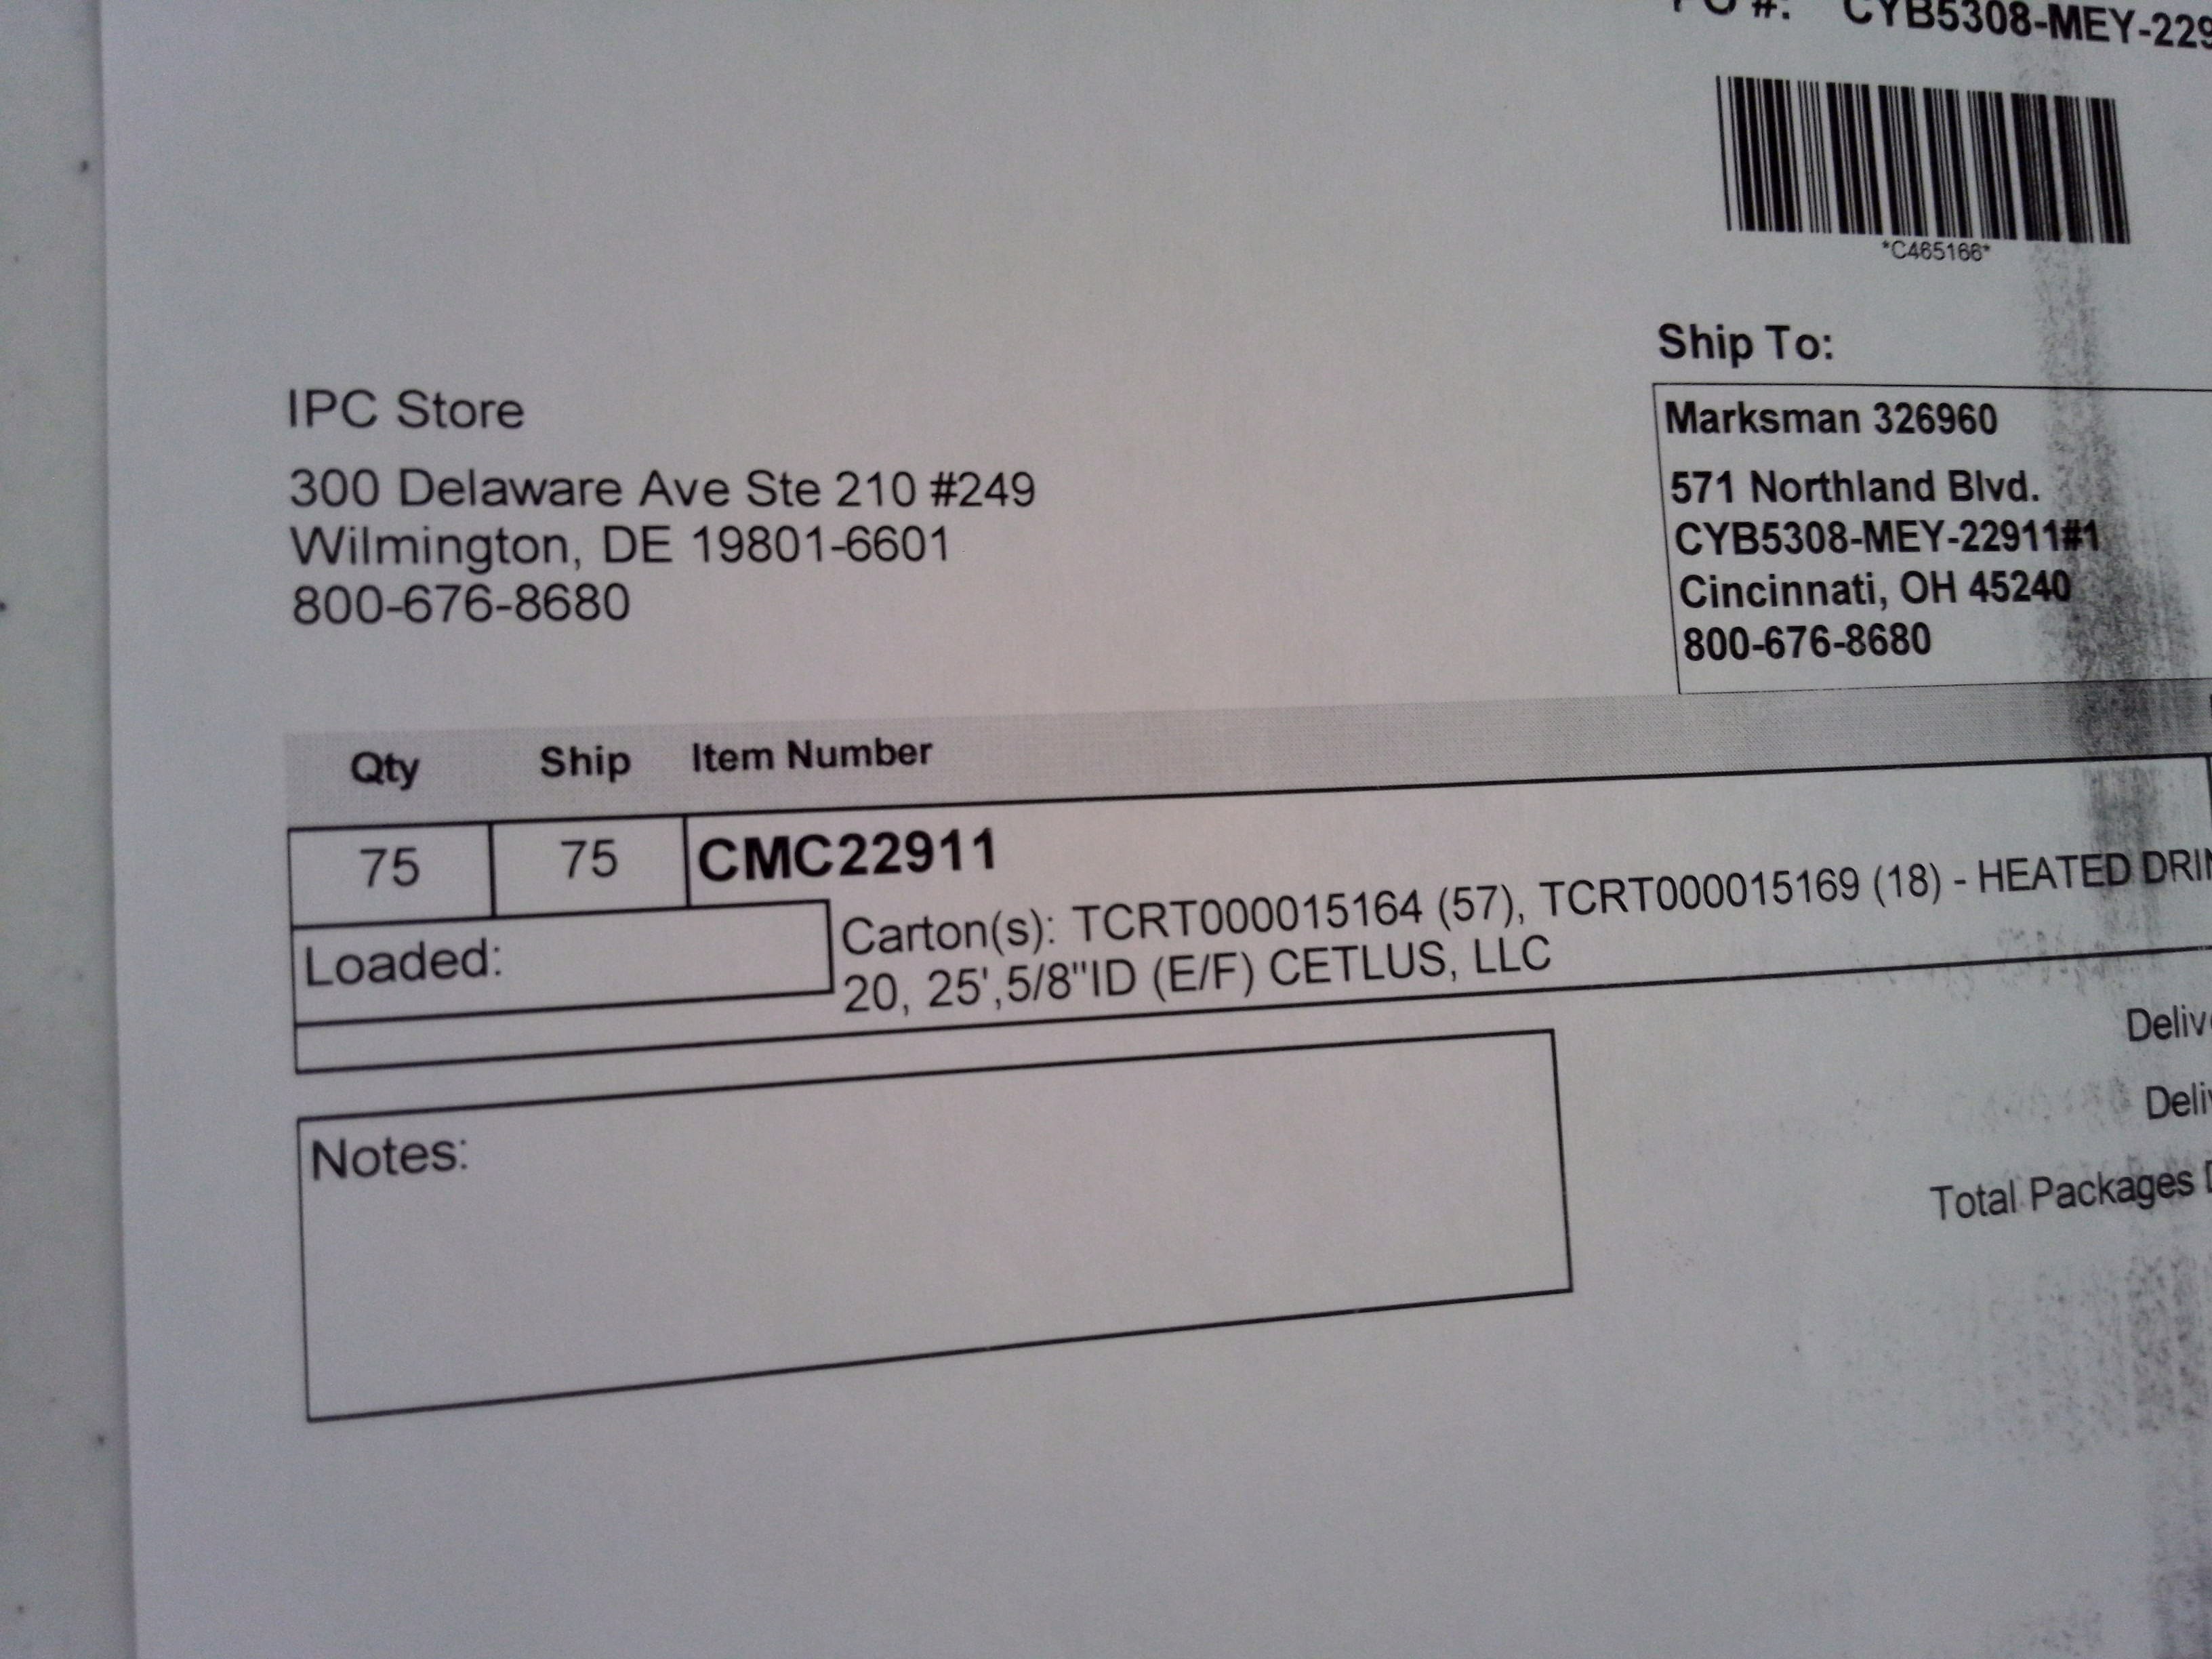 PO #: CYB5308-MEY-229
*C465166*
Ship To:
IPC Store
300 Delaware Ave Ste 210 #249
Wilmington, DE 19801-6601
800-676-8680
Marksman 326960
571 Northland Blvd.
CYB5308-MEY-22911#1
Cincinnati, OH 45240
800-676-8680
Qty Ship Item Number
75 75 CMC22911
Carton(s): TCRT000015164 (57), TCRT000015169 (18) - HEATED DRIN
20, 25',5/8"ID (E/F) CETLUS, LLC
Loaded:
Notes:
Deliv
Deliv
Total Packages